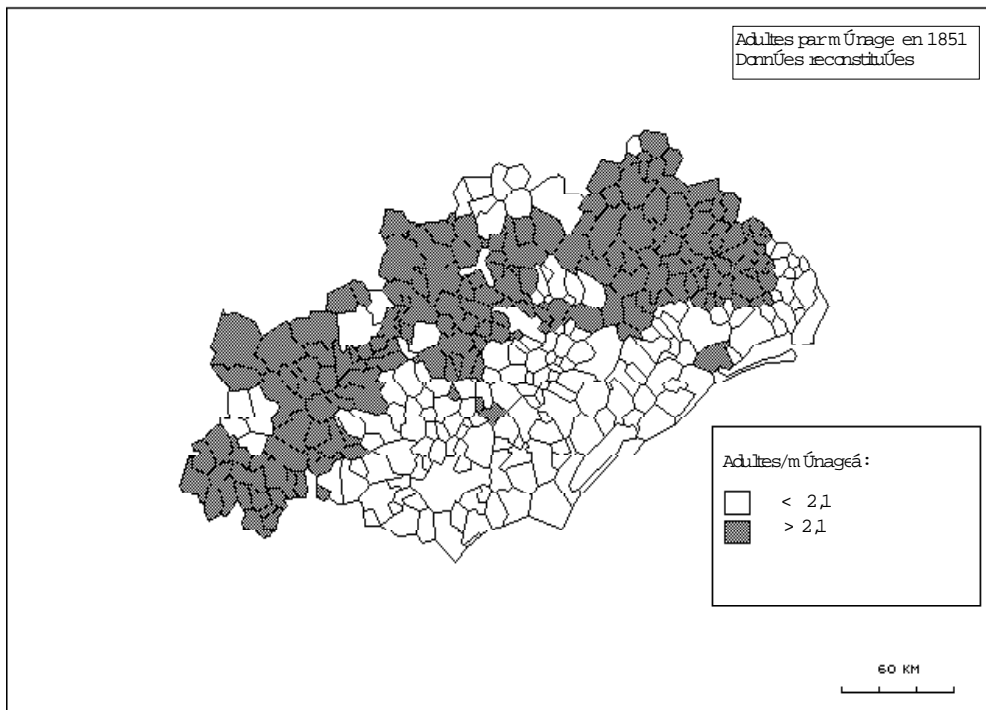 Adultes par mÚnage en 1851
DonnÚes reconstituÚes
Adultes/mÚnageá:
< 2,1
> 2,1
60 KM